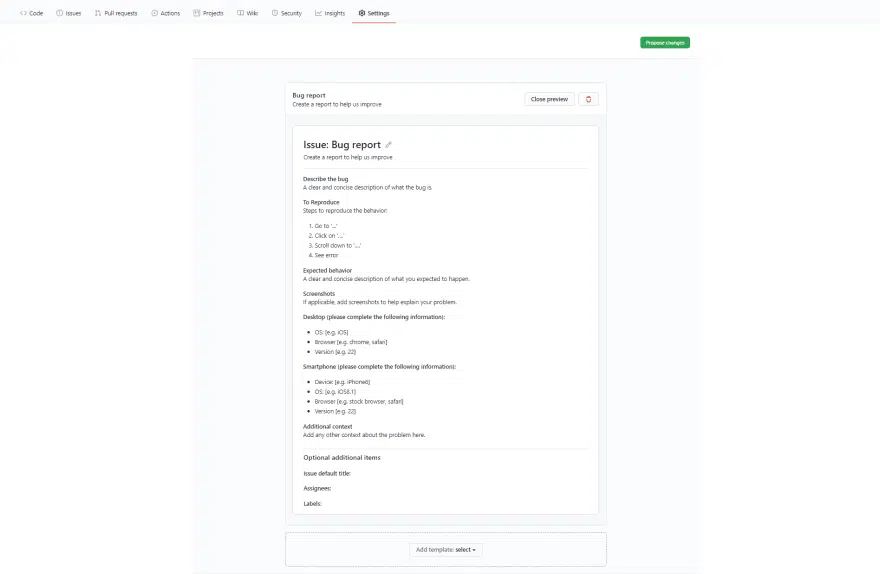 Code Issues Pull requests Actions Projects Wiki Security Insights Settings
Propose changes
Bug report
Create a report to help us improve
Close preview
Issue: Bug report
Create a report to help us improve
Describe the bug
A clear and concise description of what the bug is.
To Reproduce
Steps to reproduce the behavior:
1. Go to '...'
2. Click on '....'
3. Scroll down to '....'
4. See error
Expected behavior
A clear and concise description of what you expected to happen.
Screenshots
If applicable, add screenshots to help explain your problem.
Desktop (please complete the following information):
• OS: [e.g. iOS]
• Browser [e.g. chrome, safari]
• Version [e.g. 22]
Smartphone (please complete the following information):
• Device: [e.g. iPhone6]
• OS: [e.g. iOS8.1]
• Browser [e.g. stock browser, safari]
• Version [e.g. 22]
Additional context
Add any other context about the problem here.
Optional additional items
Issue default title:
Assignees:
Labels:
Add template: select